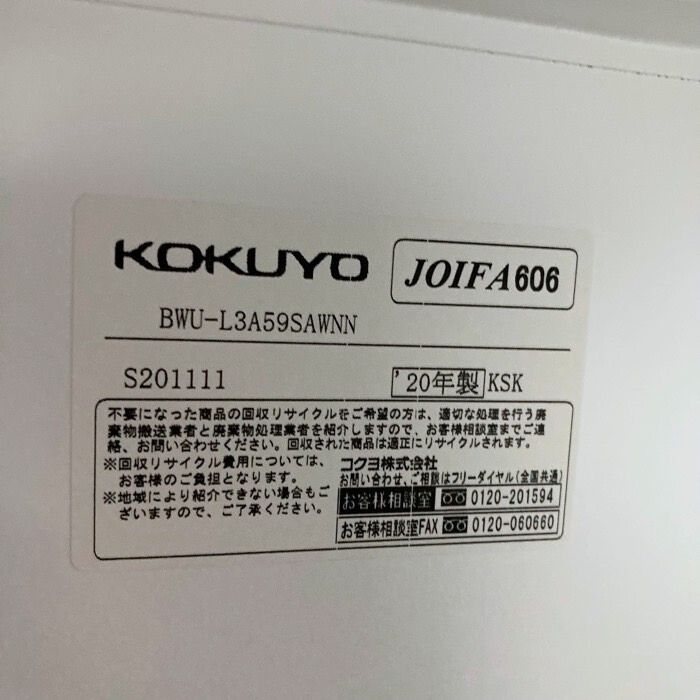 KOKUYO
JOIFA606
BWU-L3A59SAWNN
S201111
'20年製 KSK
不要になった商品の回収リサイクルをご希望の方は、適切な処理を行う廃
棄物搬送業者と廃棄物処理業者を紹介しますので、お客様相談室までご連
絡、お問い合わせください。回収された商品は適正にリサイクルされます。
※回収リサイクル費用については、
お客様のご負担となります。
※地域により紹介できない場合もご
ざいますので、ご了承ください。
コクヨ株式会社
お問い合わせ、ご相談はフリーダイヤル(全国共通)
お客様相談室 0120-201594
お客様相談室FAX 0120-060660